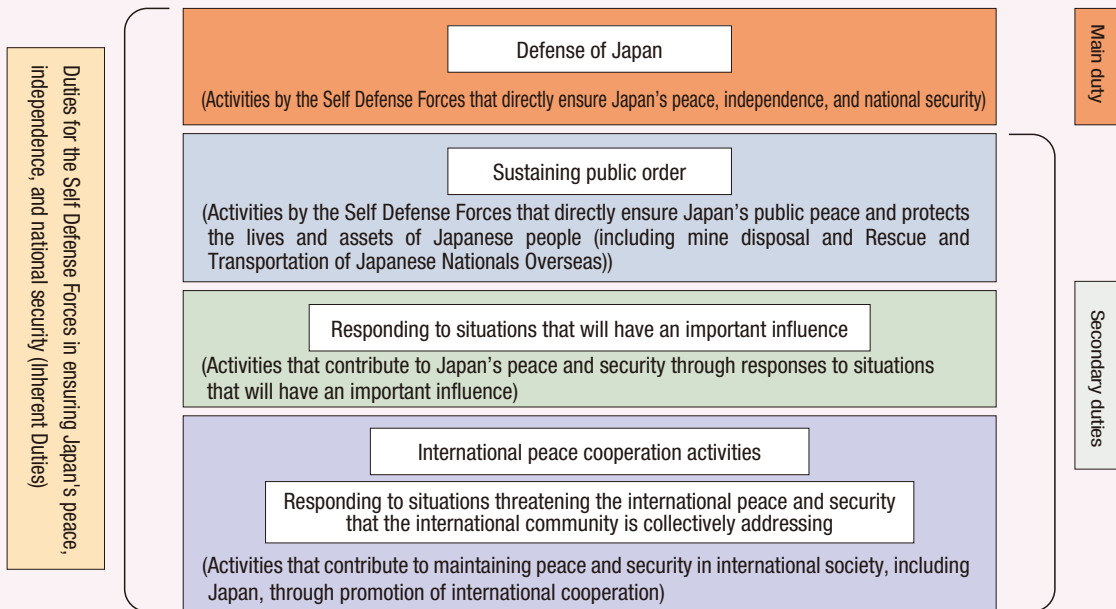 Duties for the Self Defense Forces in ensuring Japan's peace,
independence, and national security (Inherent Duties)
Defense of Japan
(Activities by the Self Defense Forces that directly ensure Japan's peace, independence, and national security)
Main duty
Sustaining public order
(Activities by the Self Defense Forces that directly ensure Japan's public peace and protects
the lives and assets of Japanese people (including mine disposal and Rescue and
Transportation of Japanese Nationals Overseas))
Responding to situations that will have an important influence
(Activities that contribute to Japan's peace and security through responses to situations
that will have an important influence)
International peace cooperation activities
Responding to situations threatening the international peace and security
that the international community is collectively addressing
(Activities that contribute to maintaining peace and security in international society, including
Japan, through promotion of international cooperation)
Secondary duties